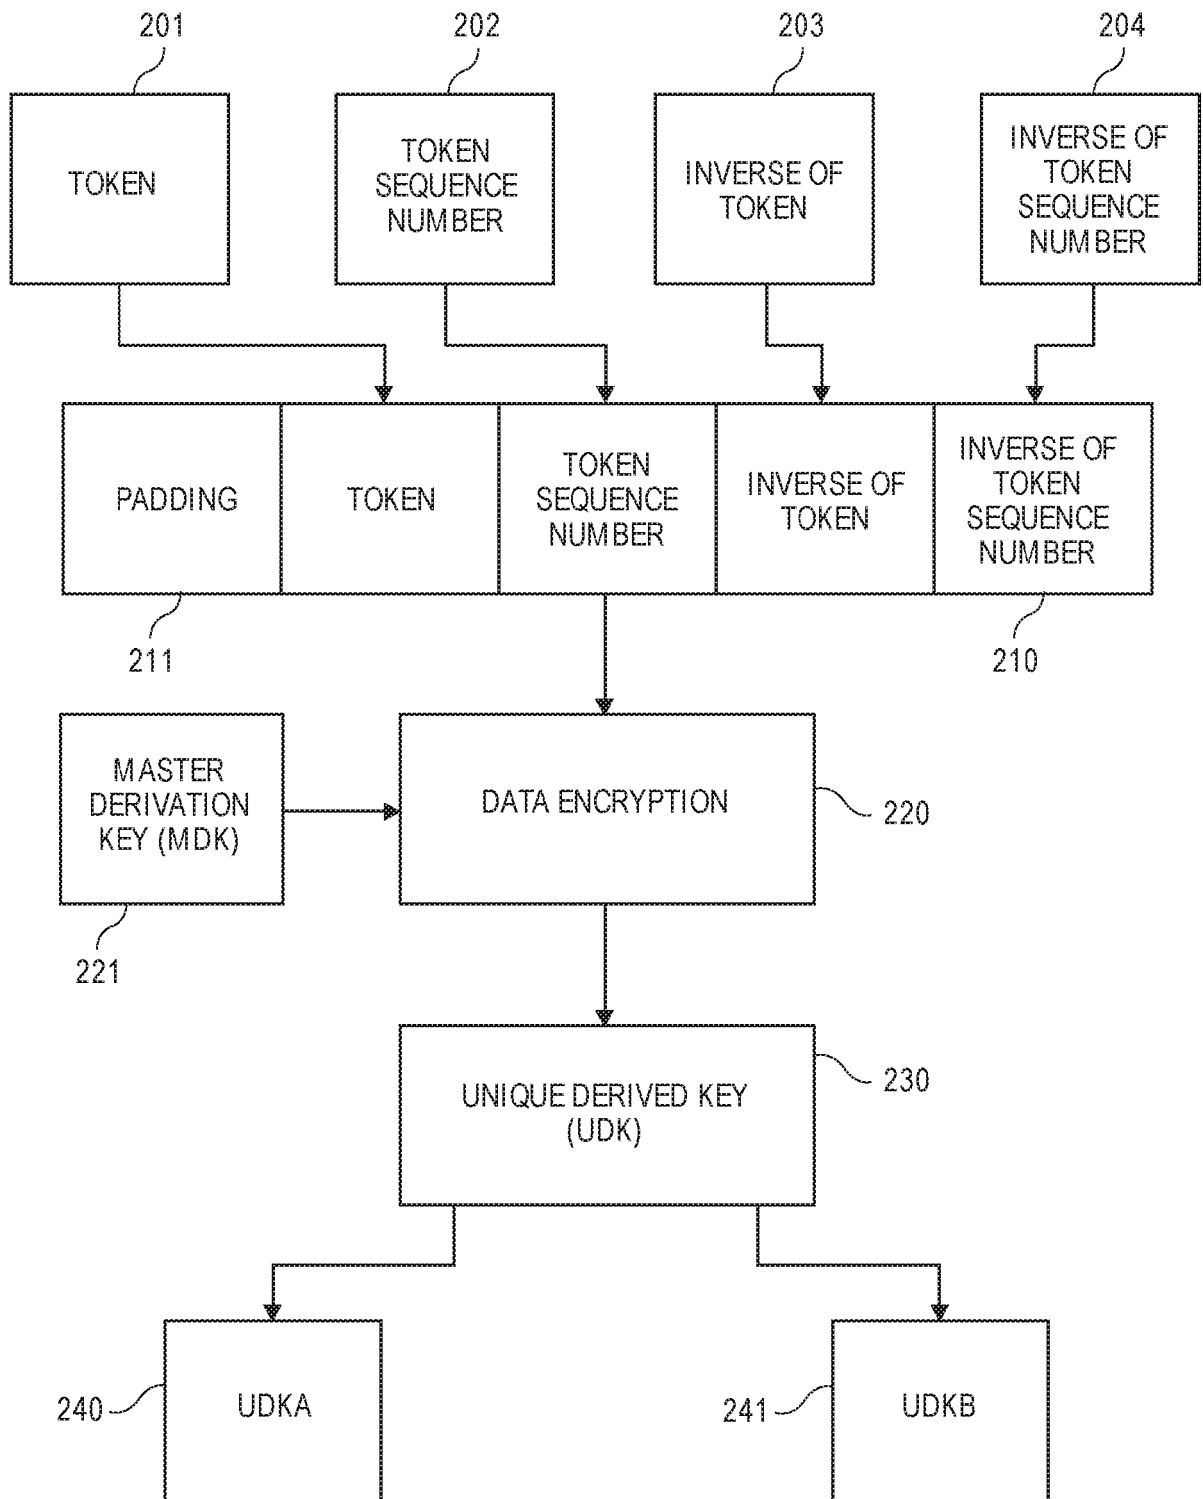 201
202
203
204
TOKEN
TOKEN
SEQUENCE
NUMBER
INVERSE OF
TOKEN
INVERSE OF
TOKEN
SEQUENCE
NUMBER
PADDING
TOKEN
TOKEN
SEQUENCE
NUMBER
INVERSE OF
TOKEN
INVERSE OF
TOKEN
SEQUENCE
NUMBER
211
210
MASTER
DERIVATION
KEY (MDK)
DATA ENCRYPTION
220
221
UNIQUE DERIVED KEY
(UDK)
230
240
UDKA
241
UDKB